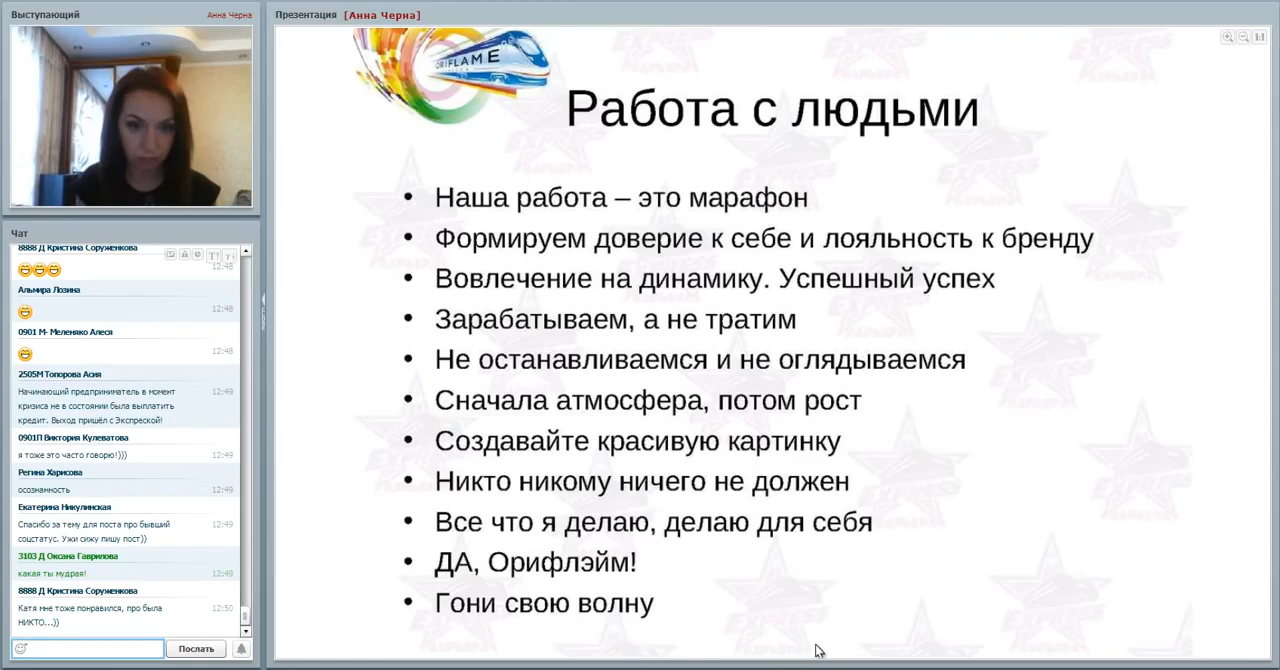 Выступающий
Анна Черна
Чат
8888 Д Кристина Соруженкова
12:48
Альмира Лозина
12:48
0901 М- Меленяко Алеся
12:48
2505М Топорова Асия
Начинающий предприниматель в момент
12:49
кризиса не в состоянии была выплатить
кредит. Выход пришёл с Экспреской!
0901П Виктория Кулеватова
я тоже это часто говорю!)))
12:49
Регина Харисова
осознанность
12:49
Екатерина Никулинская
Спасибо за тему для поста про бывший
12:49
соцстатус. Ужи сижу пишу пост))
3103 Д Оксана Гаврилова
какая ты мудрая!
12:49
8888 Д Кристина Соруженкова
Катя мне тоже понравился, про была
12:50
НИКТО...))
Послать
Презентация [Анна Черна]
ORIFLAME
Работа с людьми
• Наша работа – это марафон
• Формируем доверие к себе и лояльность к бренду
• Вовлечение на динамику. Успешный успех
• Зарабатываем, а не тратим
• Не останавливаемся и не оглядываемся
• Сначала атмосфера, потом рост
• Создавайте красивую картинку
• Никто никому ничего не должен
• Все что я делаю, делаю для себя
• ДА, Орифлэйм!
• Гони свою волну